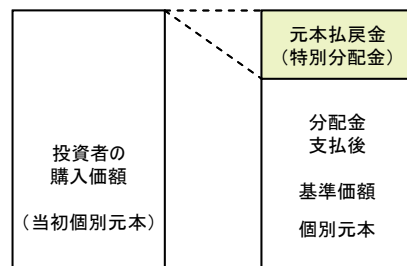 投資者の
購入価額
（当初個別元本）
元本払戻金
（特別分配金）
分配金
支払後
基準価額
個別元本